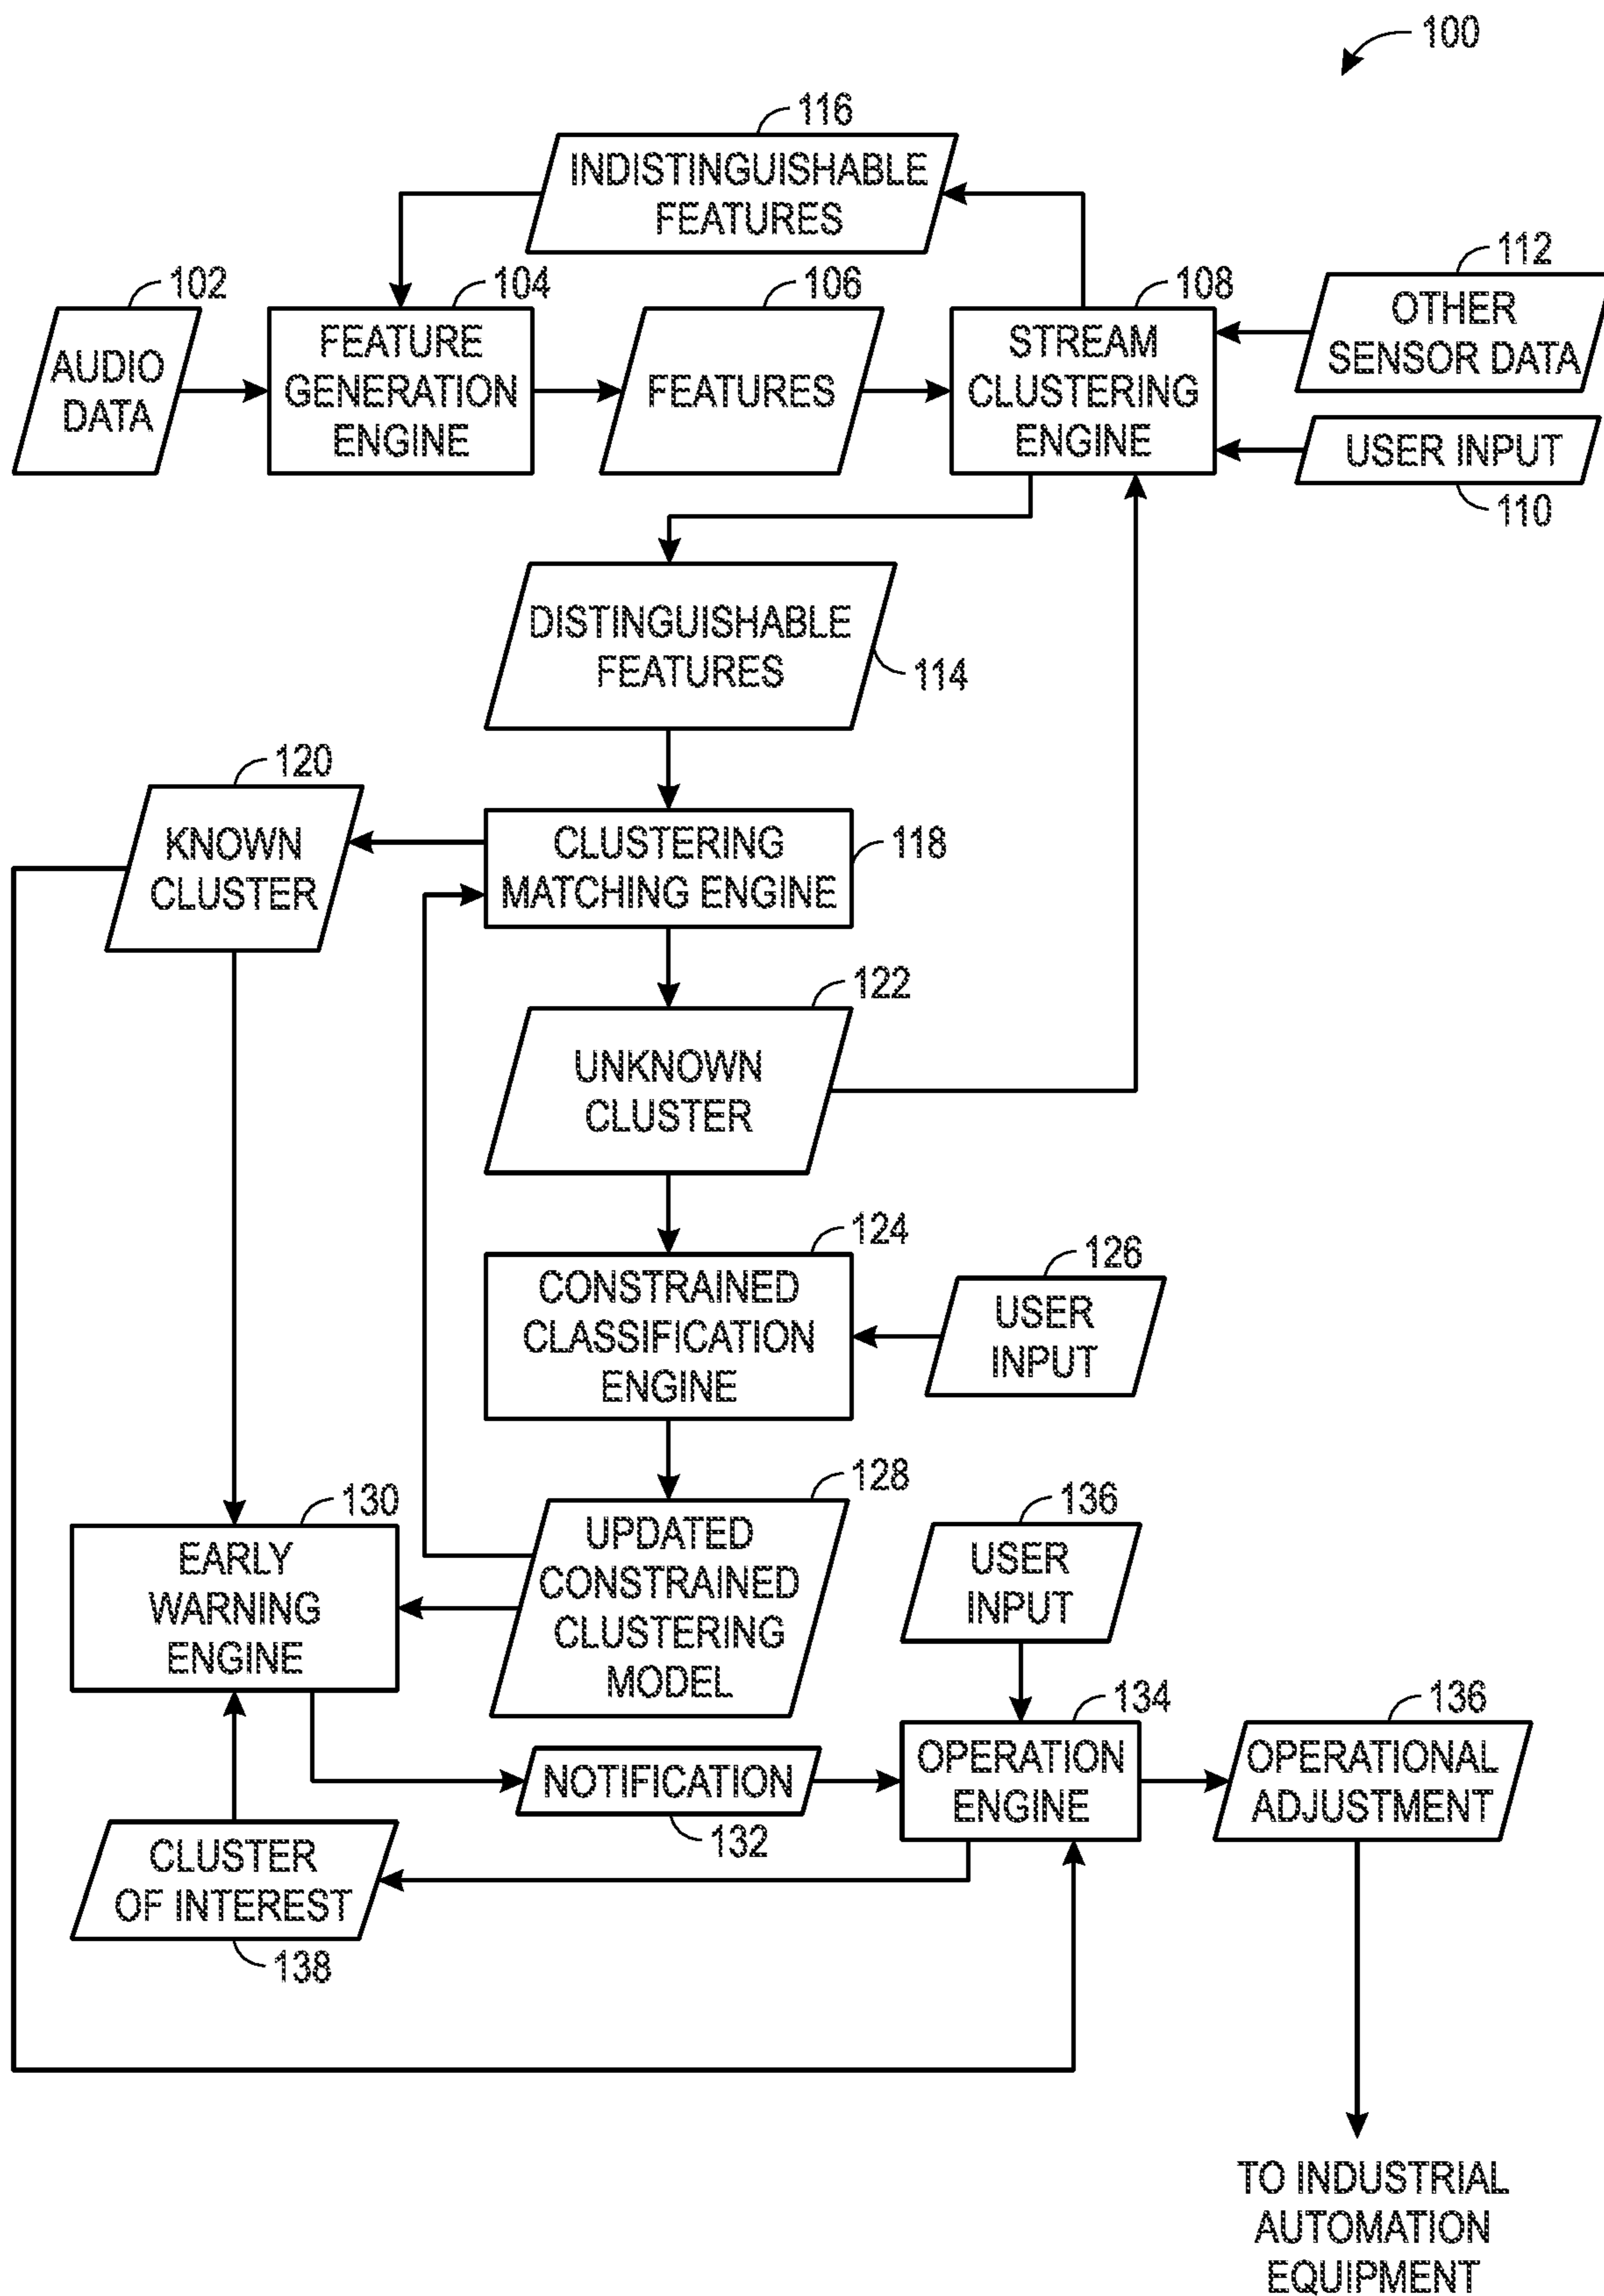 100
116
INDISTINGUISHABLE
FEATURES
102
AUDIO
DATA
104
FEATURE
GENERATION
ENGINE
106
FEATURES
108
STREAM
CLUSTERING
ENGINE
112
OTHER
SENSOR DATA
USER INPUT
110
DISTINGUISHABLE
FEATURES
114
120
KNOWN
CLUSTER
CLUSTERING
MATCHING ENGINE
118
122
UNKNOWN
CLUSTER
124
CONSTRAINED
CLASSIFICATION
ENGINE
126
USER
INPUT
128
UPDATED
CONSTRAINED
CLUSTERING
MODEL
130
EARLY
WARNING
ENGINE
136
USER
INPUT
134
OPERATION
ENGINE
136
OPERATIONAL
ADJUSTMENT
NOTIFICATION
132
CLUSTER
OF INTEREST
138
TO INDUSTRIAL
AUTOMATION
EQUIPMENT